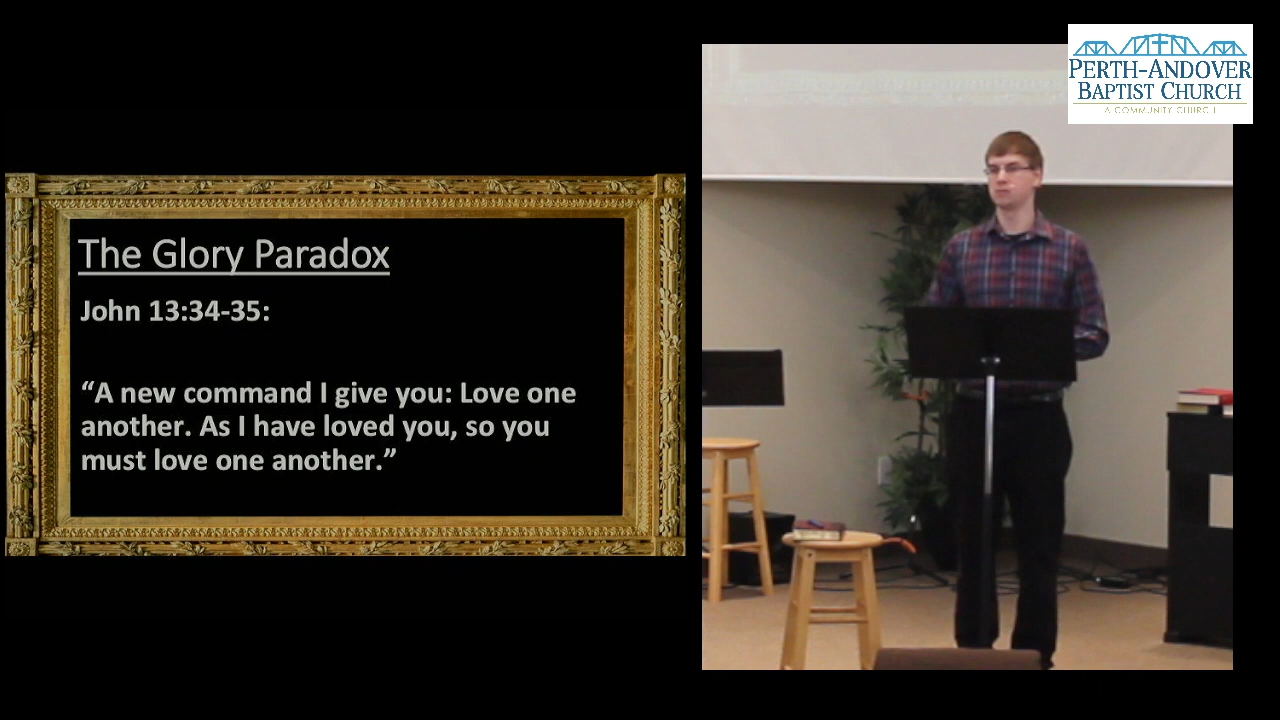 The Glory Paradox
John 13:34-35:
“A new command I give you: Love one
another. As I have loved you, so you
must love one another.”
PERTH-ANDOVER
BAPTIST CHURCH
A COMMUNITY CHURCH